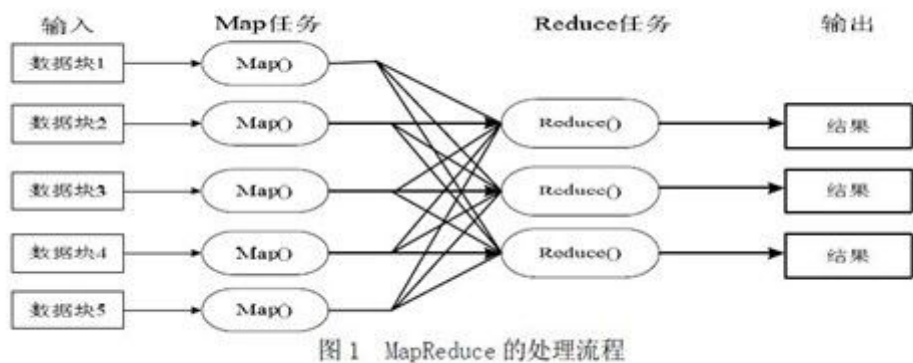 输入 Map任务 Reduce任务 输出
数据块1 Map()
数据块2 Map() Reduce() 结果
数据块3 Map() Reduce() 结果
数据块4 Map() Reduce() 结果
数据块5 Map()
图1 MapReduce的处理流程